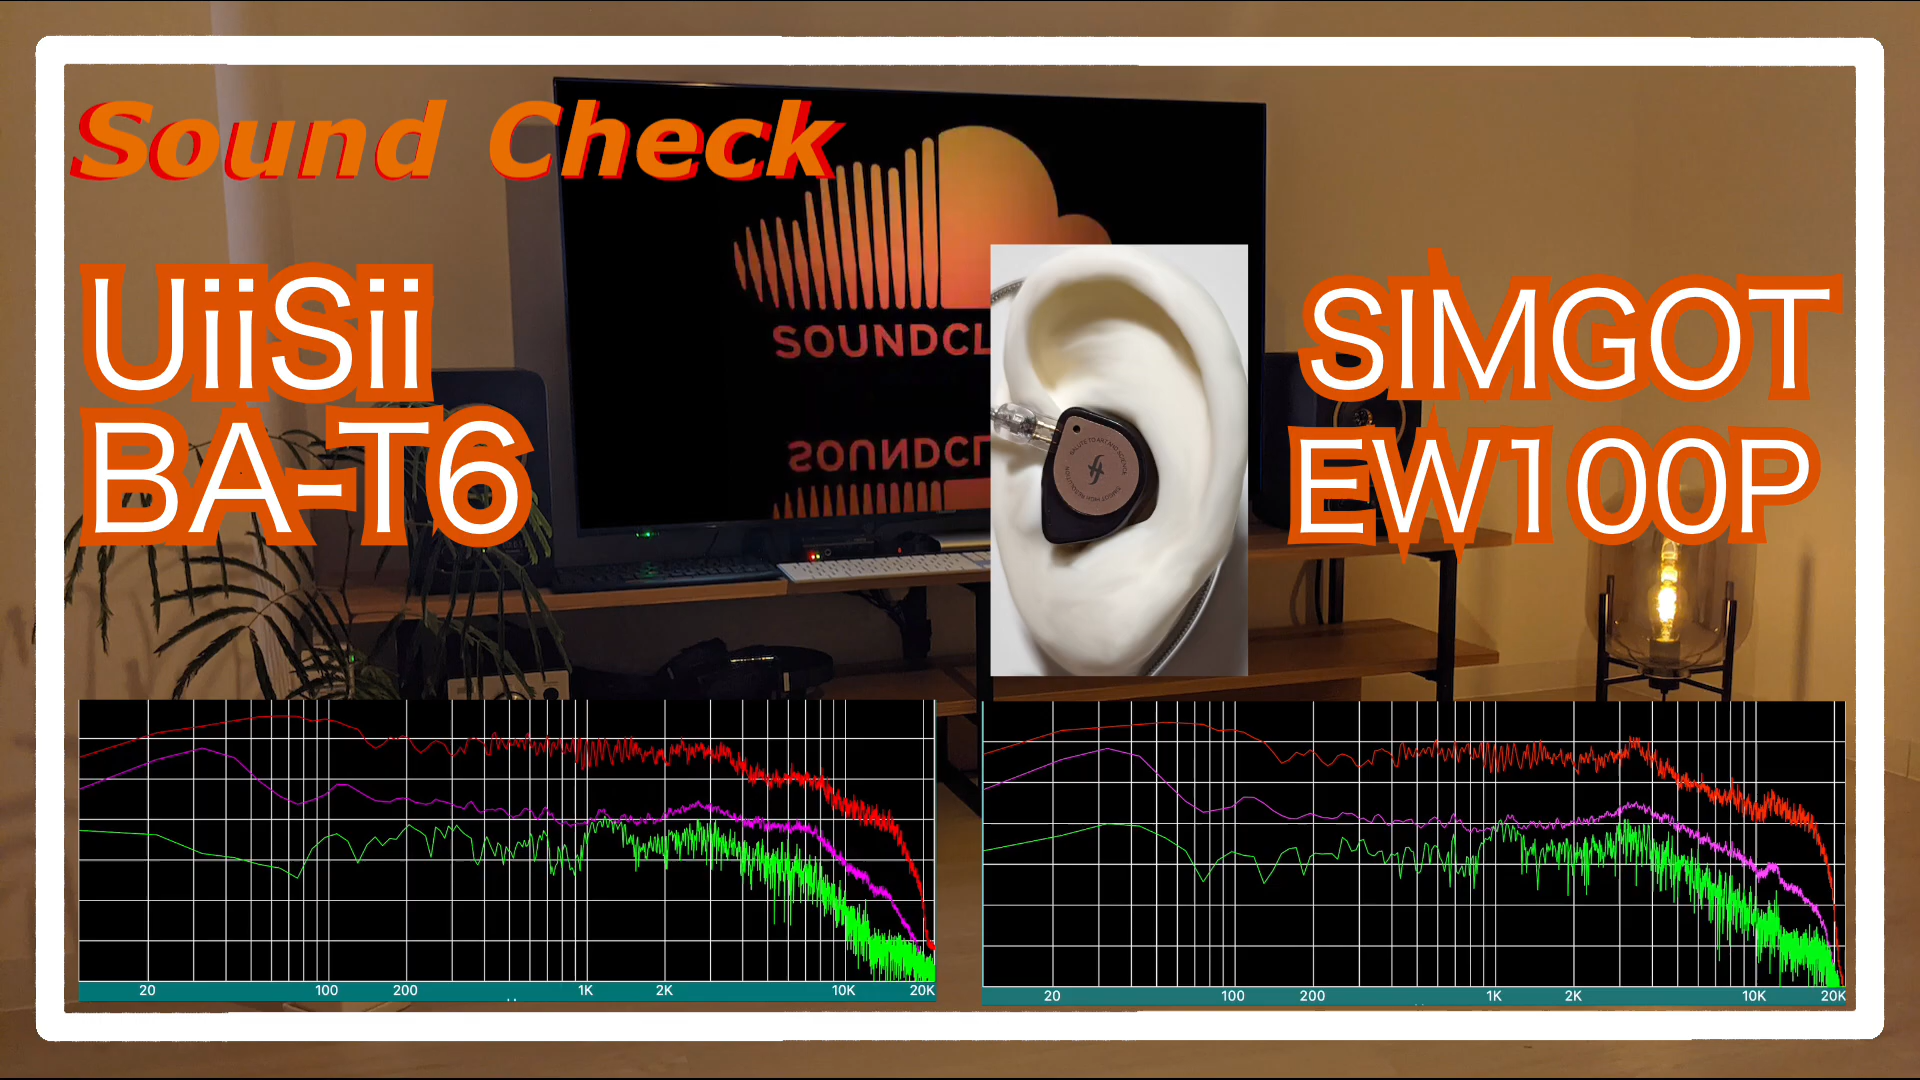 Sound Check
UiiSii
BA-T6
SIMGOT
EW100P
SOUNDCL
SOUNDCL
20 100 200 1K 2K 10K 20K
20 100 200 1K 2K 10K 20K